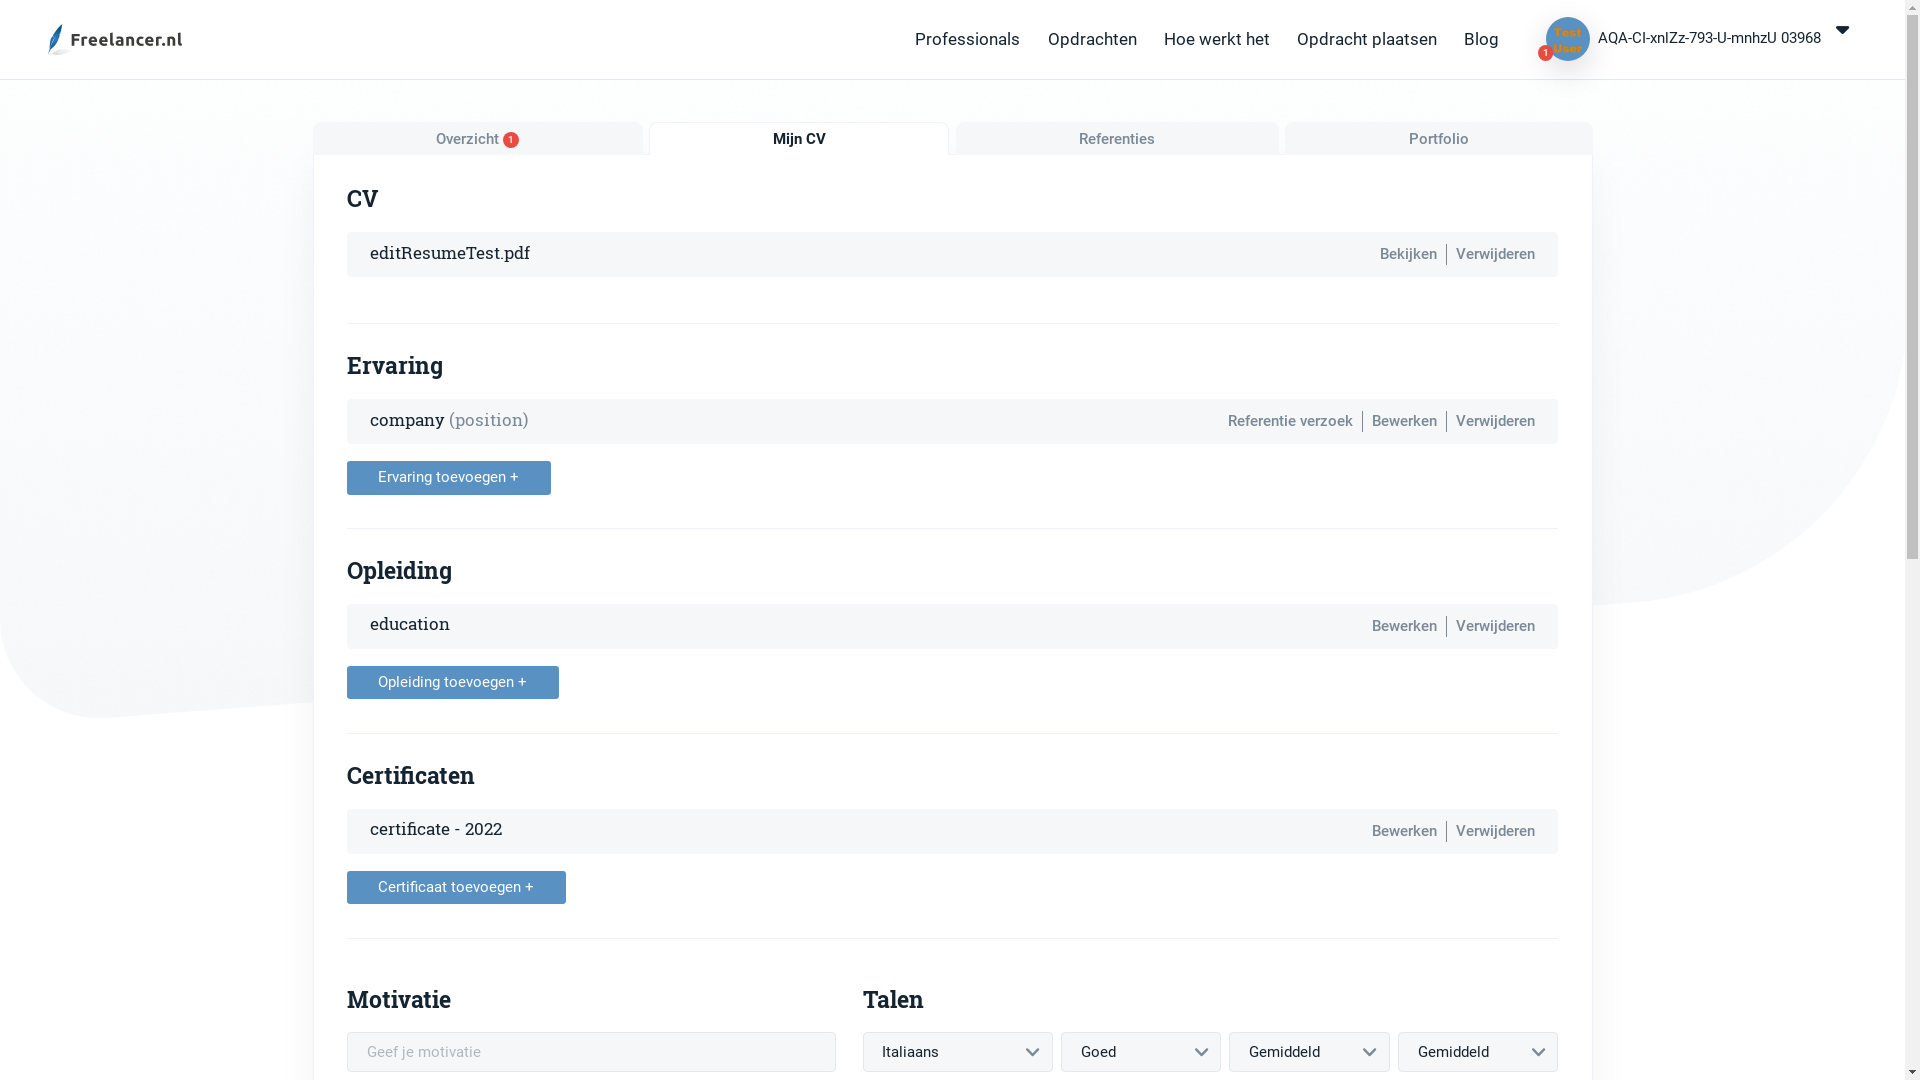 Freelancer.nl
Professionals Opdrachten Hoe werkt het Opdracht plaatsen Blog
Test User
1
AQA-CI-xnlZz-793-U-mnhzU 03968
Overzicht 1
Mijn CV
Referenties
Portfolio
CV
editResumeTest.pdf
Bekijken Verwijderen
Ervaring
company (position)
Referentie verzoek Bewerken Verwijderen
Ervaring toevoegen +
Opleiding
education
Bewerken Verwijderen
Opleiding toevoegen +
Certificaten
certificate - 2022
Bewerken Verwijderen
Certificaat toevoegen +
Motivatie
Geef je motivatie
Talen
Italiaans Goed Gemiddeld Gemiddeld